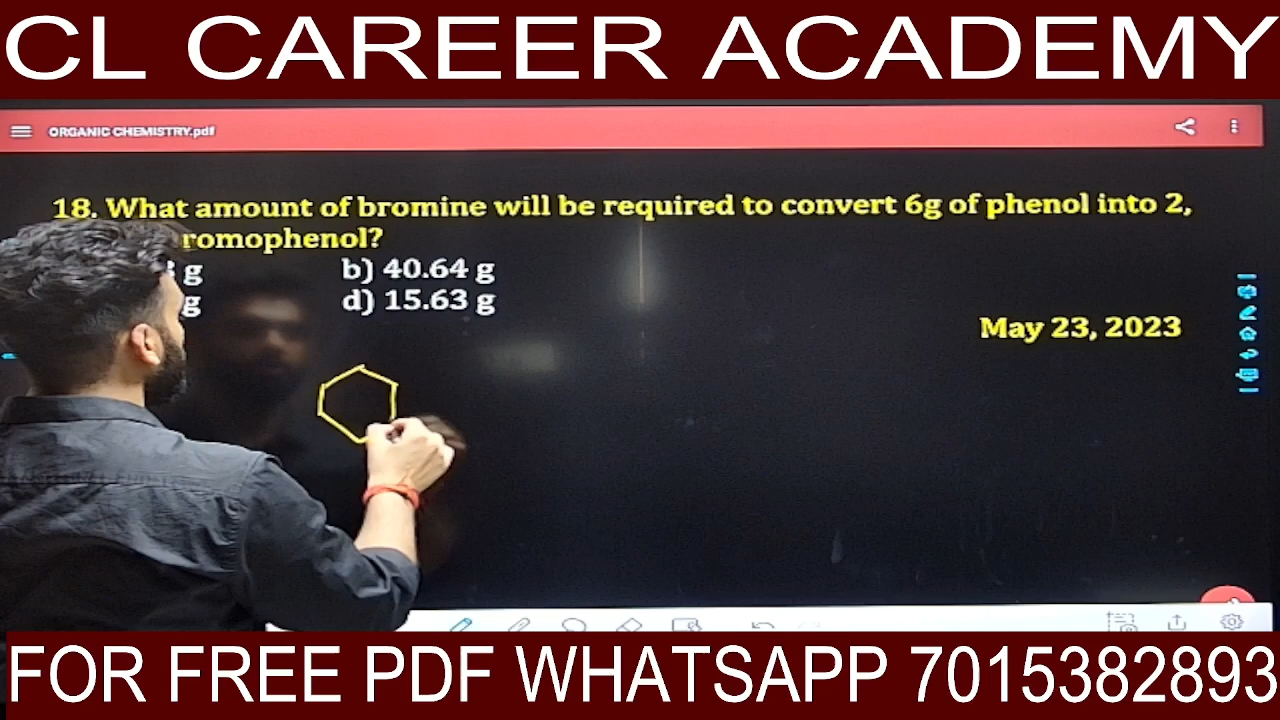 CL CAREER ACADEMY
ORGANIC CHEMISTRY.pdf
18. What amount of bromine will be required to convert 6g of phenol into 2,
romophenol?
g b) 40.64 g
g d) 15.63 g
May 23, 2023
FOR FREE PDF WHATSAPP 7015382893